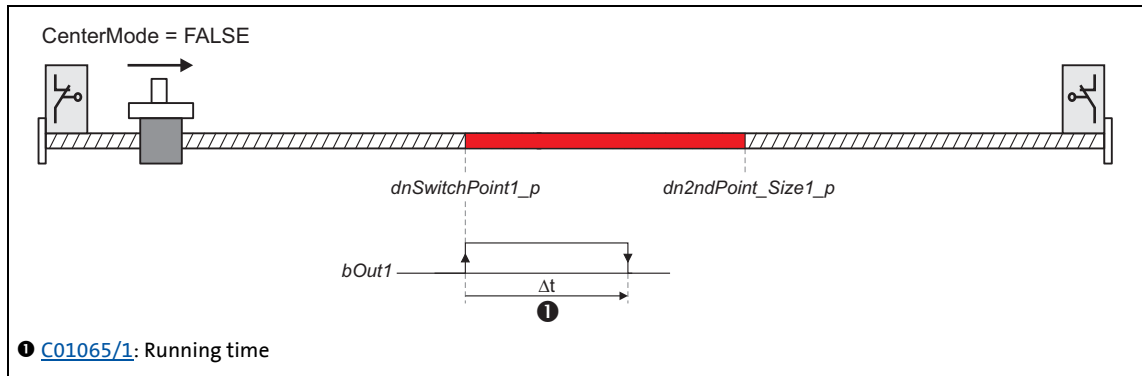 CenterMode = FALSE
dnSwitchPoint1_p dn2ndPoint_Size1_p
bOut1
Δt
❶
❶ C01065/1: Running time